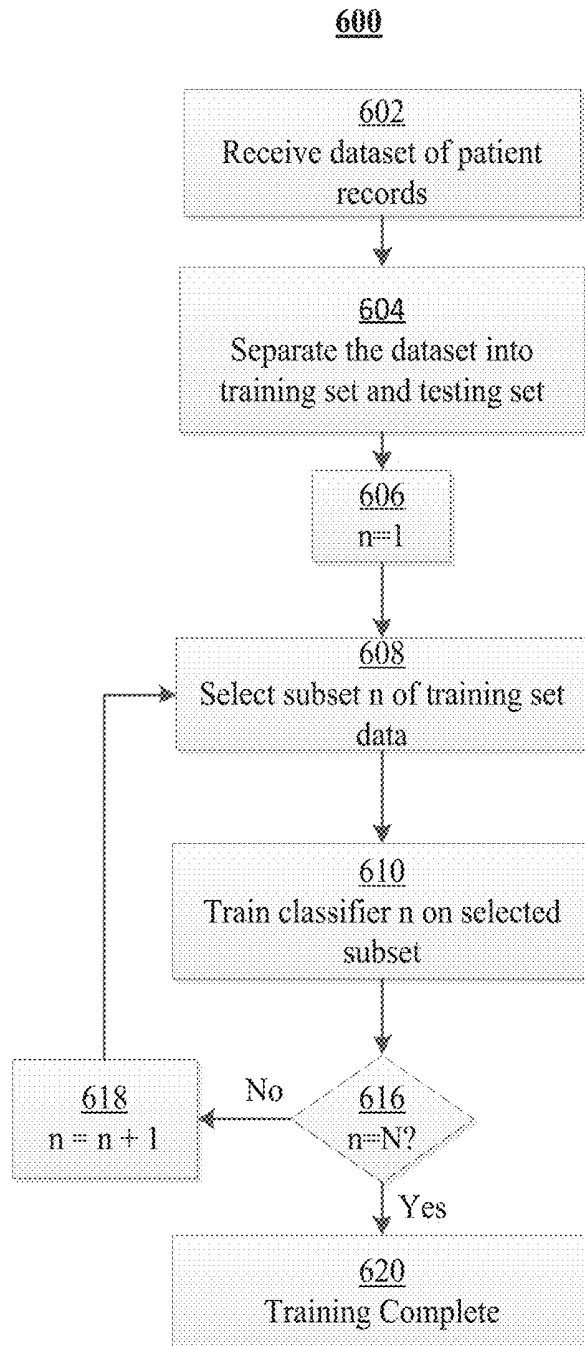 600
602
Receive dataset of patient
records
604
Separate the dataset into
training set and testing set
606
n=1
608
Select subset n of training set
data
610
Train classifier n on selected
subset
616
n=N?
No
618
n = n + 1
Yes
620
Training Complete